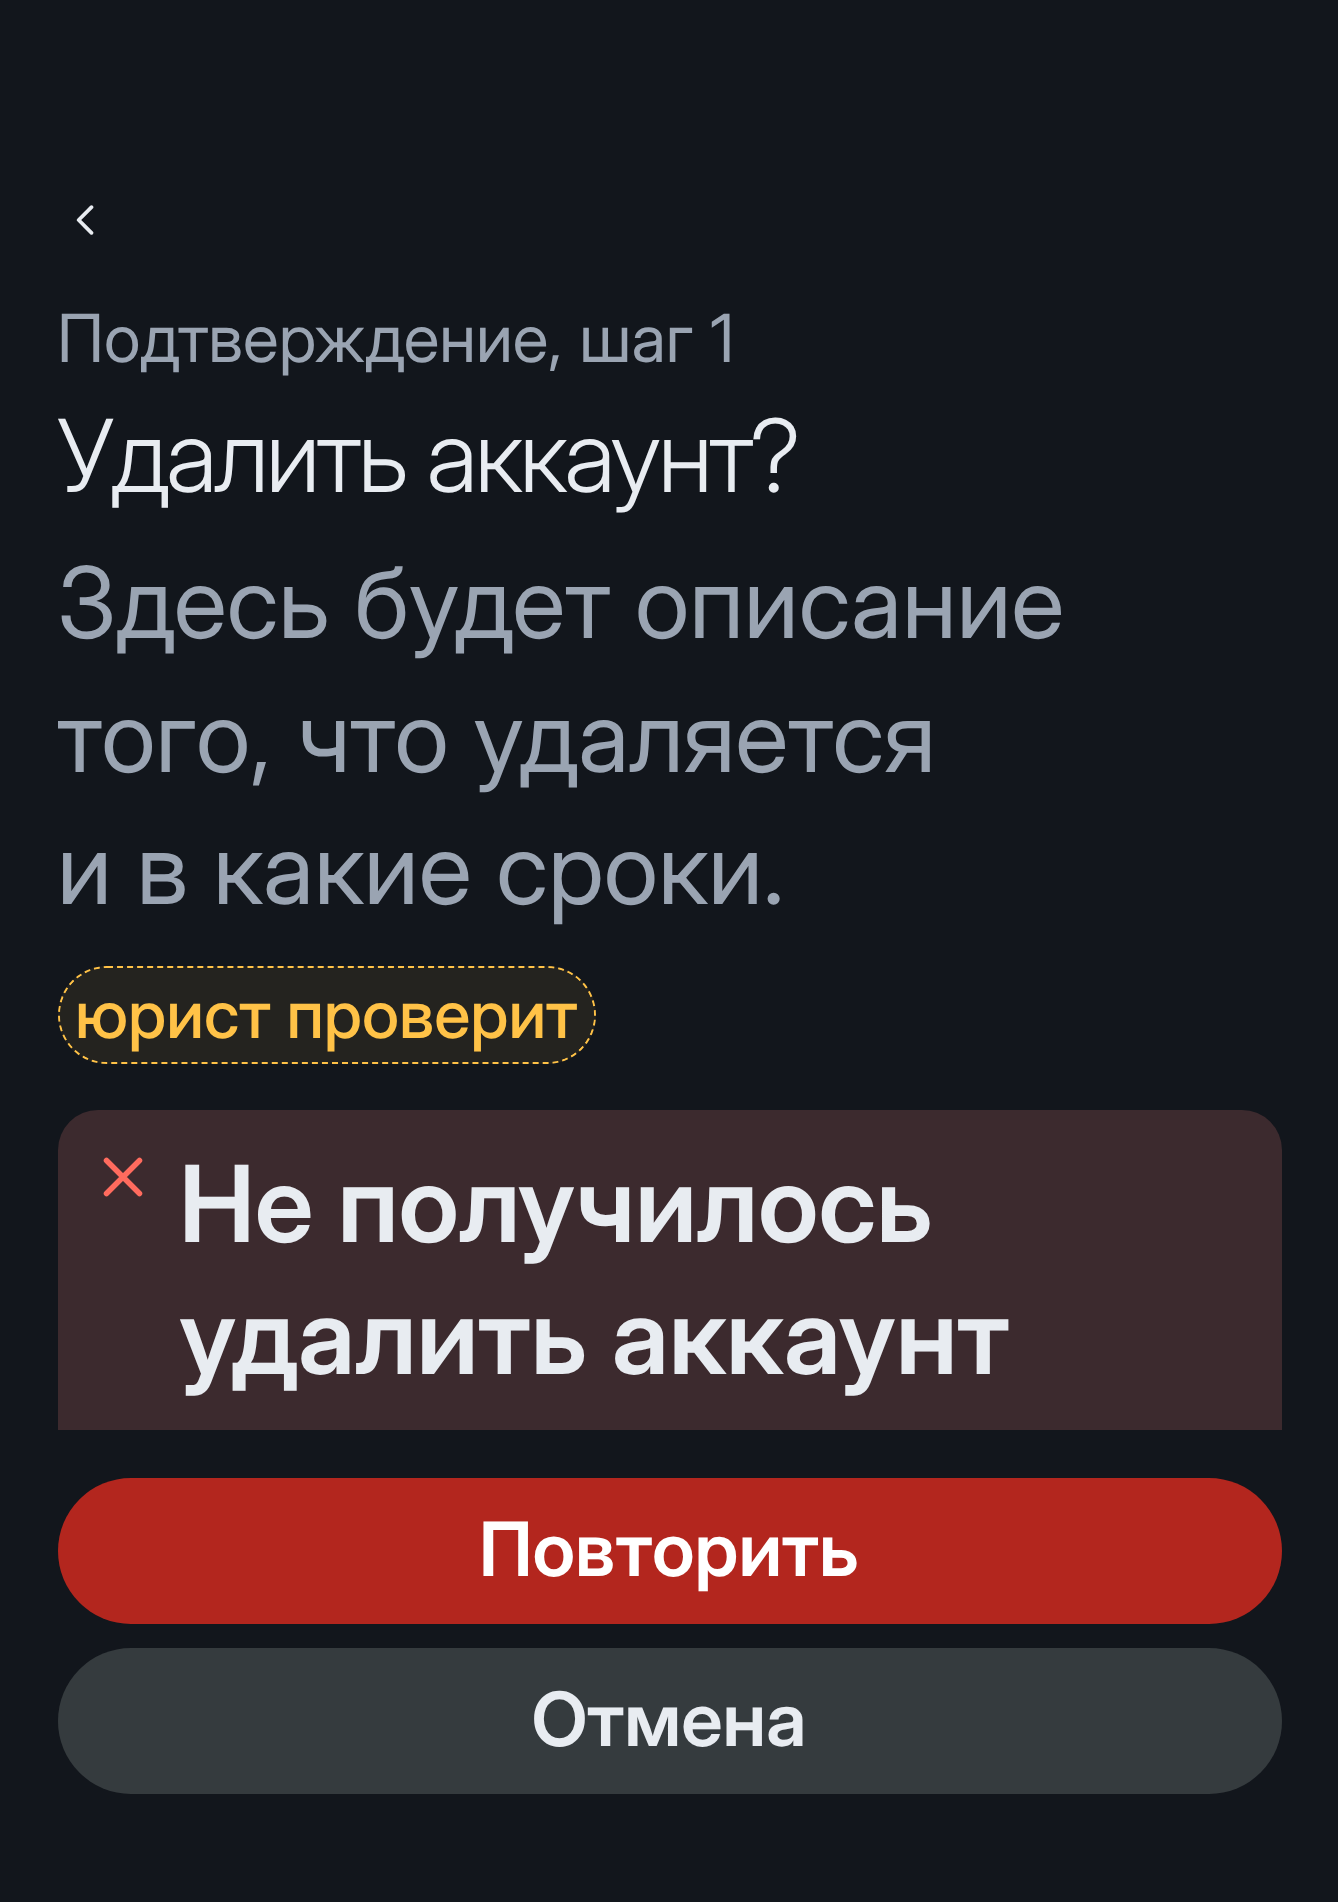 Подтверждение, шаг 1
Удалить аккаунт?
Здесь будет описание
того, что удаляется
и в какие сроки.
юрист проверит
Не получилось
удалить аккаунт
Повторить
Отмена